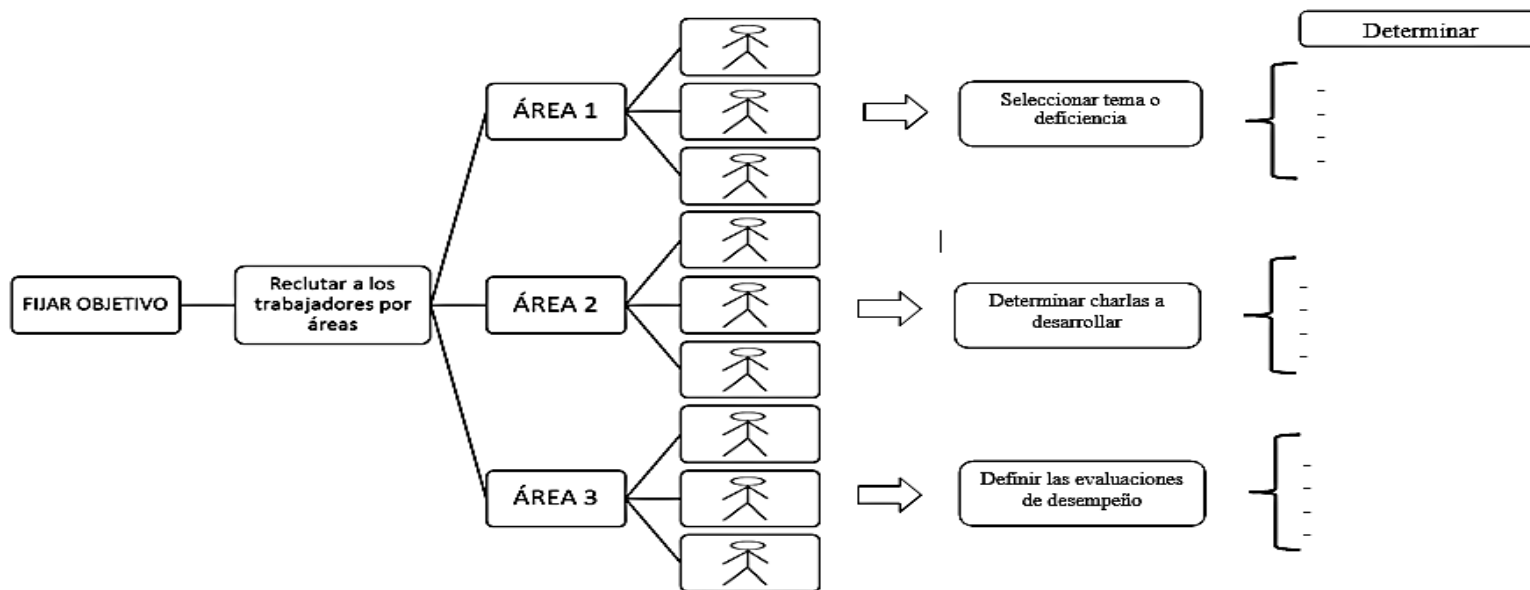 Determinar
ÁREA 1
Seleccionar tema o
deficiencia
-
-
-
-
FIJAR OBJETIVO
Reclutar a los
trabajadores por
áreas
ÁREA 2
Determinar charlas a
desarrollar
-
-
-
-
ÁREA 3
Definir las evaluaciones
de desempeño
-
-
-
-